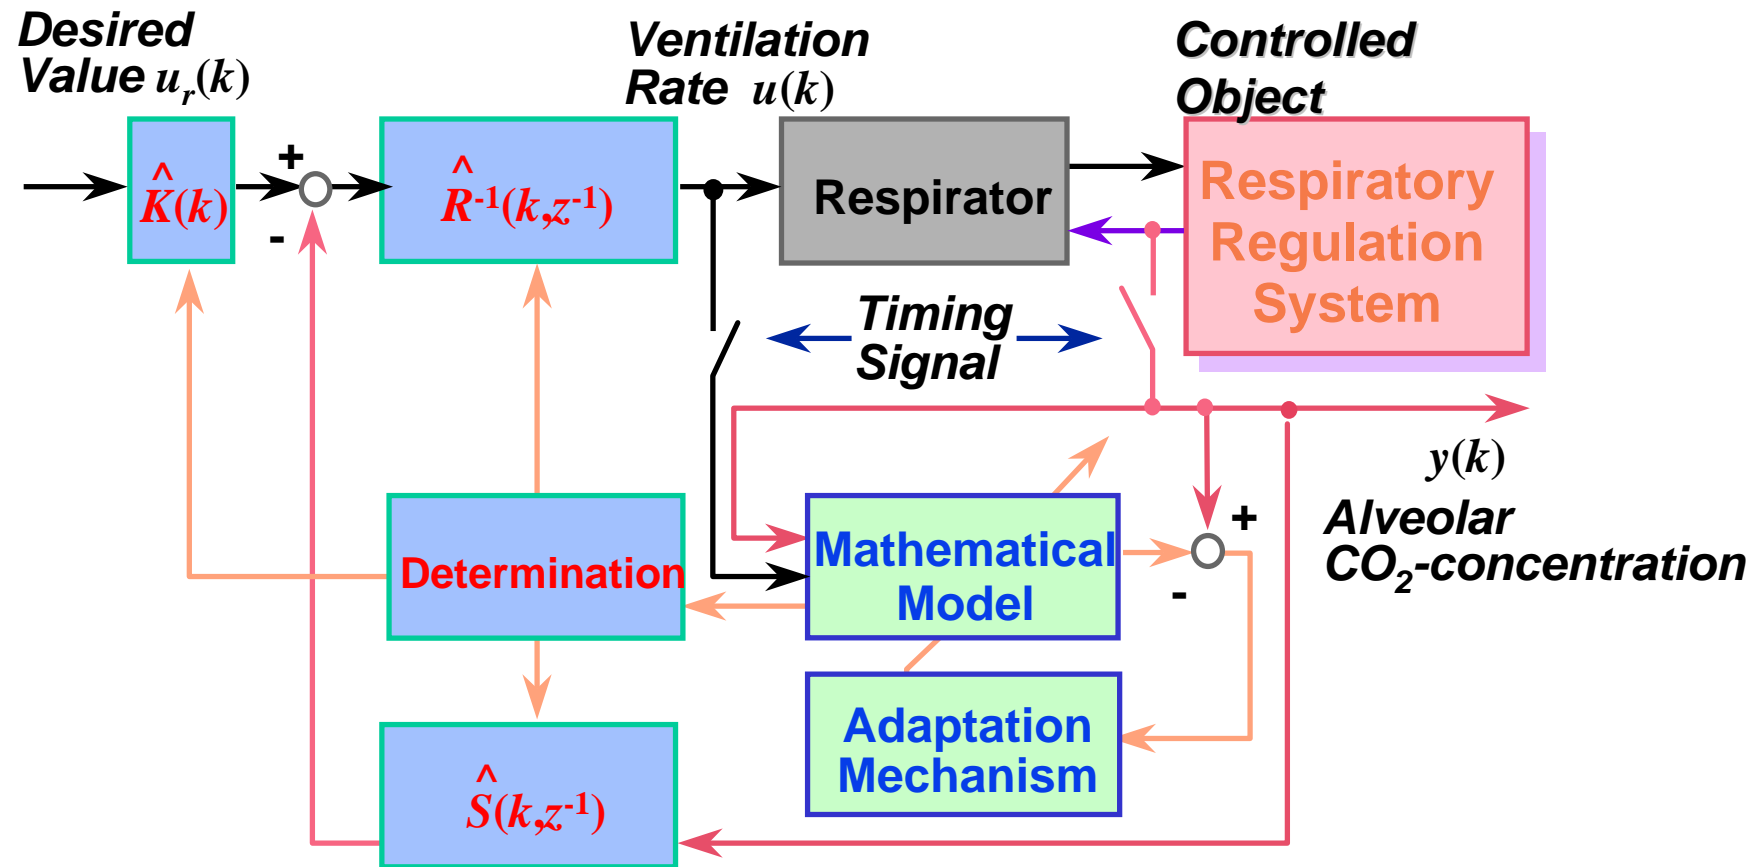 Desired
Value u_r(k)
Ventilation
Rate u(k)
Controlled
Object
+
-
K̂(k)
R̂⁻¹(k,z⁻¹)
Respirator
Respiratory
Regulation
System
Timing
Signal
y(k)
Alveolar
CO₂-concentration
Determination
Mathematical
Model
+
-
Adaptation
Mechanism
Ŝ(k,z⁻¹)